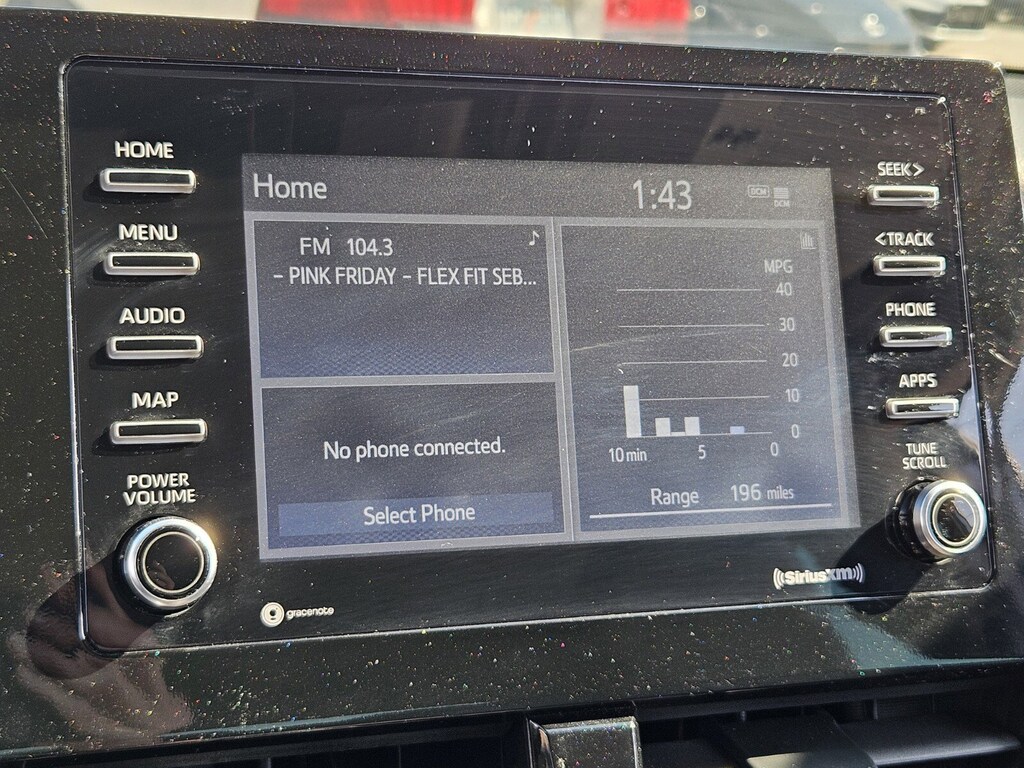 HOME
MENU
AUDIO
MAP
POWER
VOLUME
Home
1:43
DCM
DCM
FM 104.3
- PINK FRIDAY - FLEX FIT SEB...
No phone connected.
Select Phone
MPG
40
30
20
10
0
10 min 5 0
Range 196 miles
SEEK>
<TRACK
PHONE
APPS
TUNE
SCROLL
gracenote
((SiriusXM))